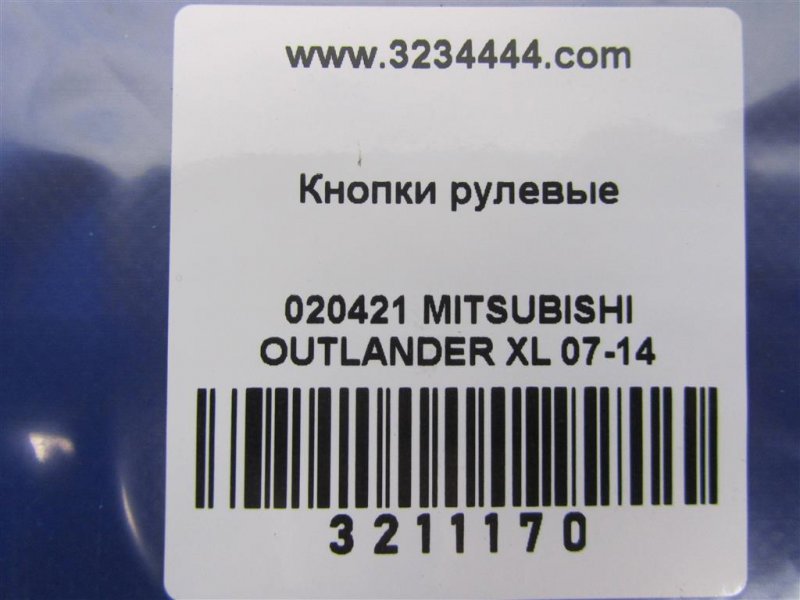 www.3234444.com
Кнопки рулевые
020421 MITSUBISHI
OUTLANDER XL 07-14
3211170